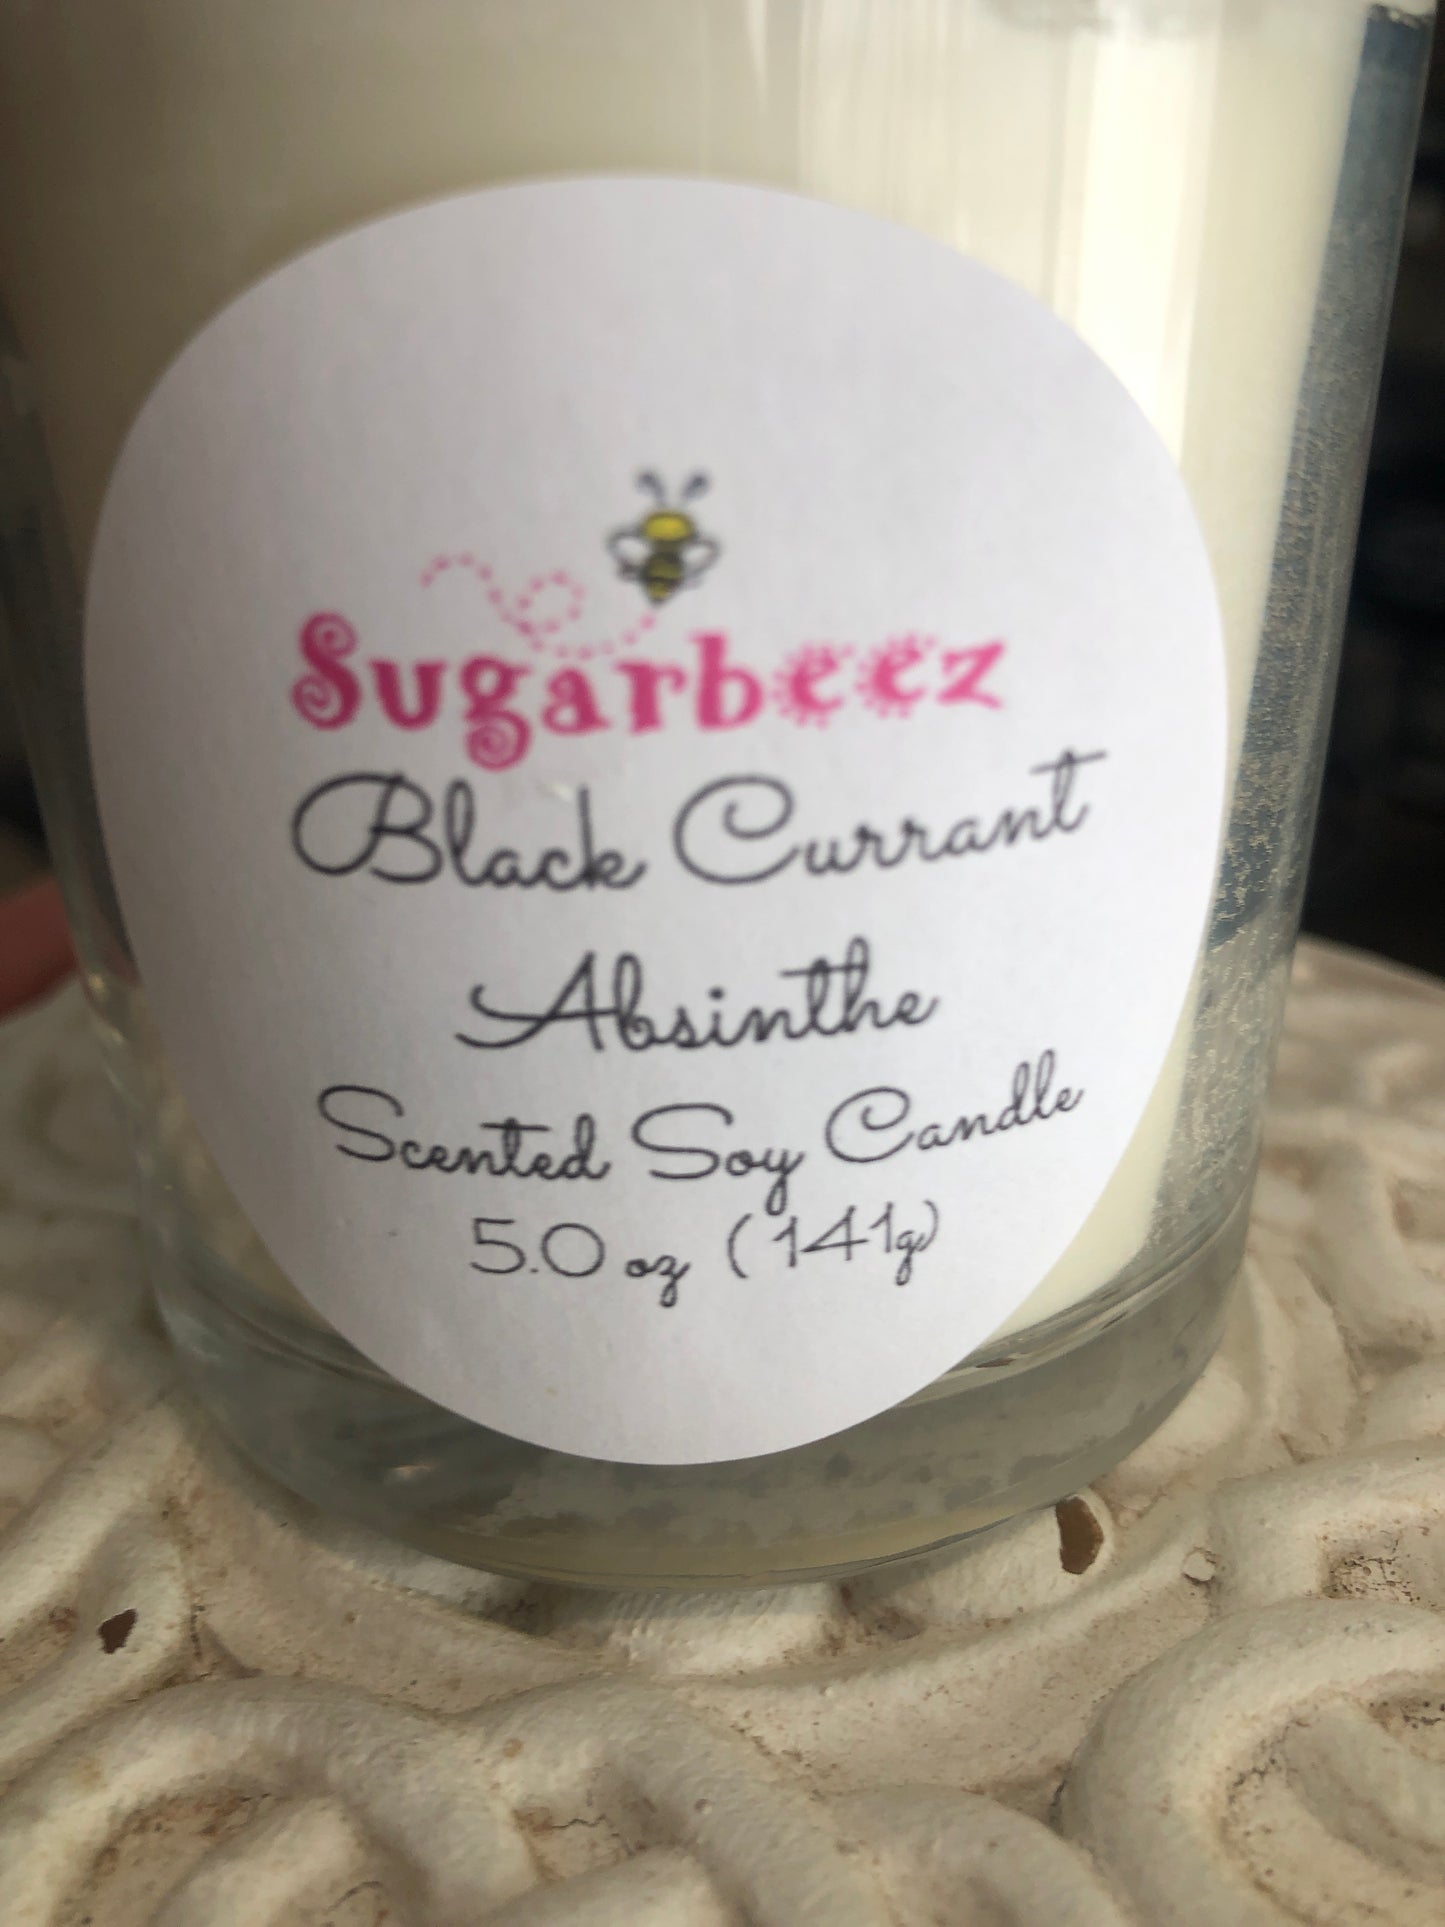 Sugarbeez
Black Currant
Absinthe
Scented Soy Candle
5.0 oz (141g)